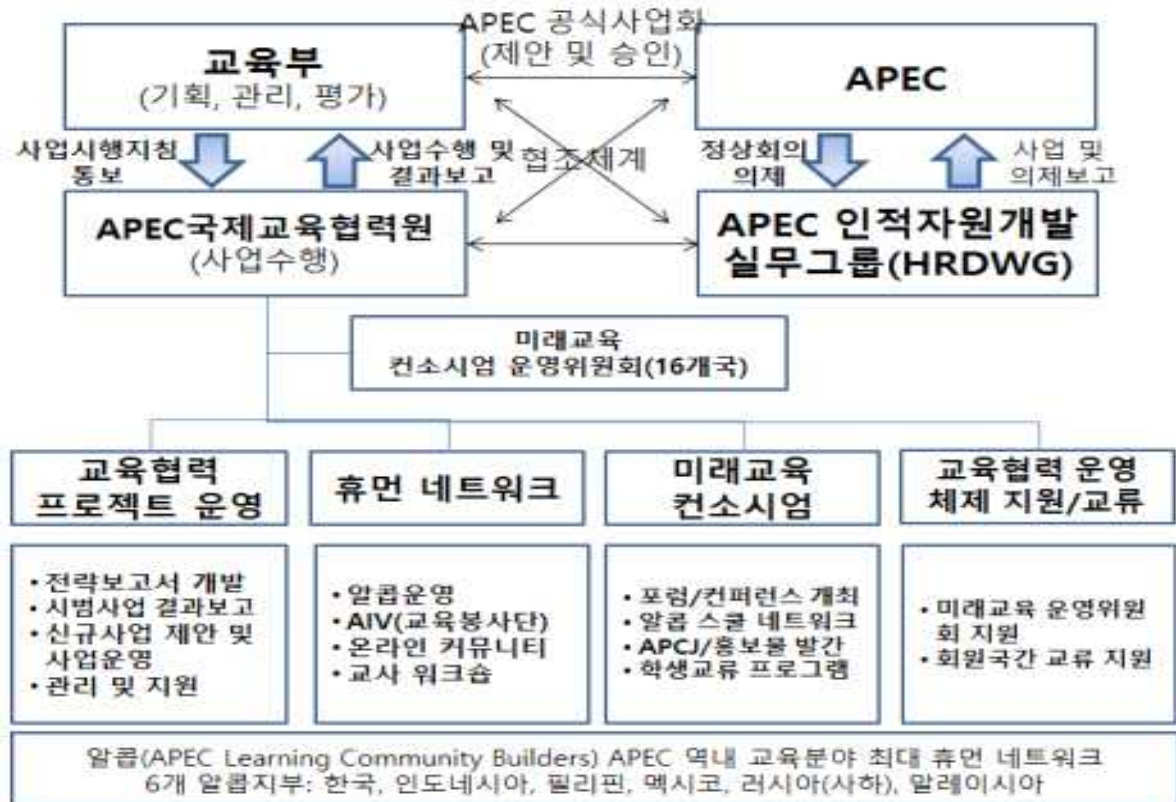 APEC 공식사업화
(제안 및 승인)
교육부
(기획, 관리, 평가)
APEC
사업시행지침
통보
사업수행 및
결과보고
협조체계
정상회의
의제
사업 및
의제보고
APEC국제교육협력원
(사업수행)
APEC 인적자원개발
실무그룹(HRDWG)
미래교육
컨소시엄 운영위원회(16개국)
교육협력
프로젝트 운영
휴먼 네트워크
미래교육
컨소시엄
교육협력 운영
체제 지원/교류
• 전략보고서 개발
• 시범사업 결과보고
• 신규사업 제안 및
사업운영
• 관리 및 지원
• 알콥운영
• AIV(교육봉사단)
• 온라인 커뮤니티
• 교사 워크숍
• 포럼/컨퍼런스 개최
• 알콥 스쿨 네트워크
• APCJ/홍보물 발간
• 학생교류 프로그램
• 미래교육 운영위원
회 지원
• 회원국간 교류 지원
알콥(APEC Learning Community Builders) APEC 역내 교육분야 최대 휴먼 네트워크
6개 알콥지부: 한국, 인도네시아, 필리핀, 멕시코, 러시아(사하), 말레이시아